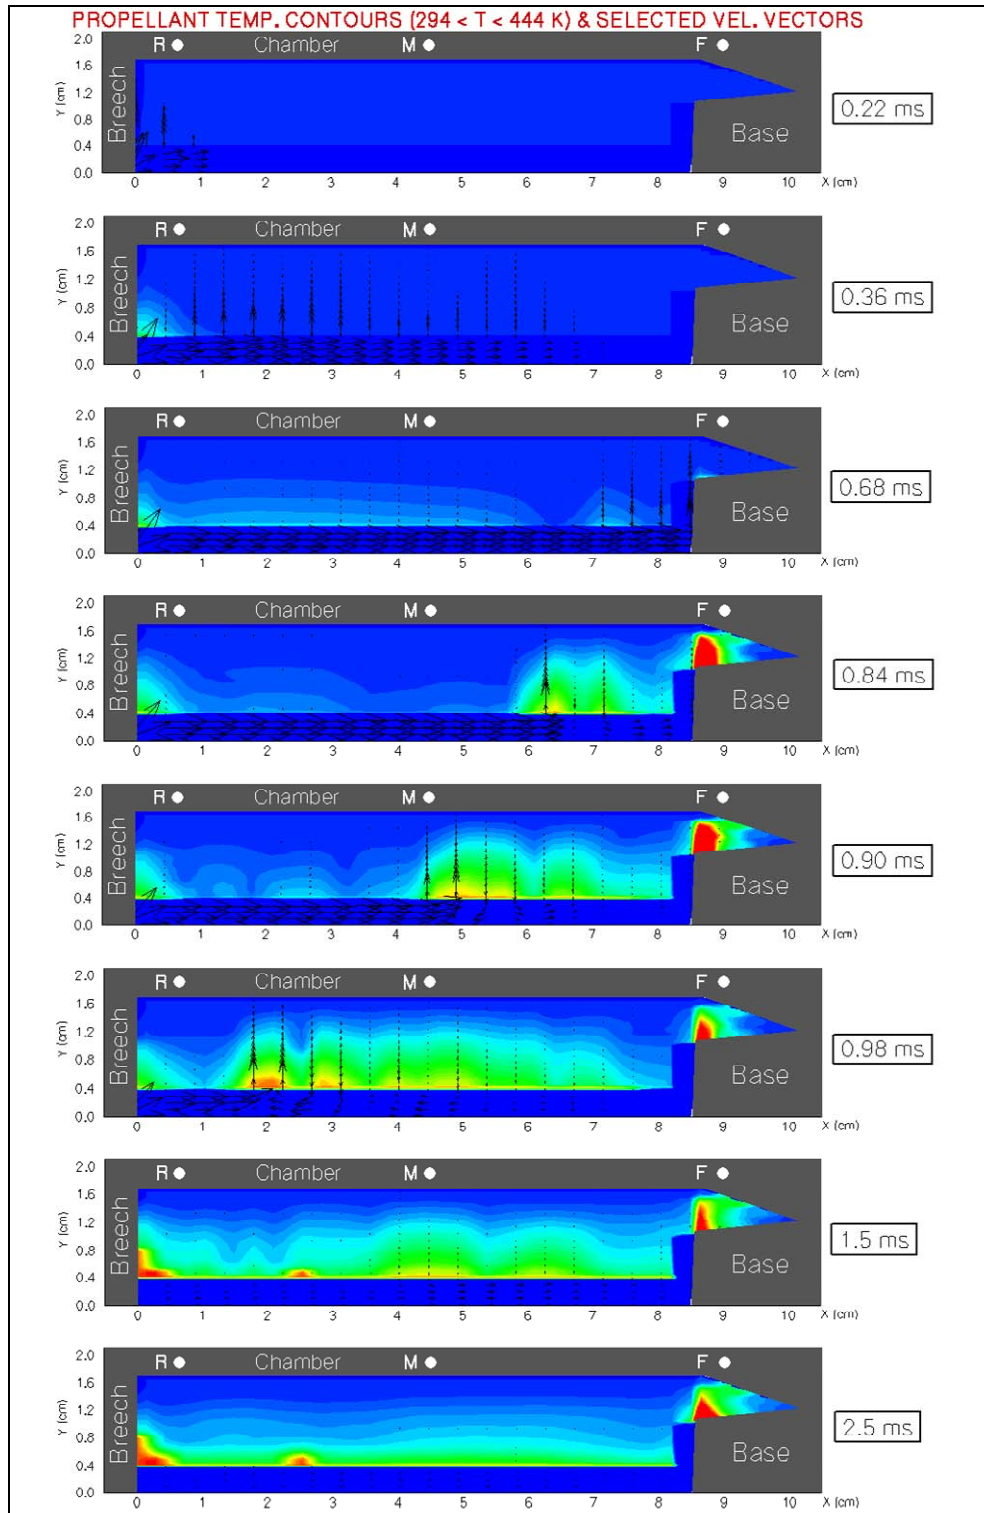 PROPELLANT TEMP. CONTOURS (294 < T < 444 K) & SELECTED VEL. VECTORS
R Chamber M F
2.0
1.6
1.2
0.8
0.4
0.0
Y (cm)
Breech
Base
0.22 ms
0 1 2 3 4 5 6 7 8 9 10 X (cm)
R Chamber M F
2.0
1.6
1.2
0.8
0.4
0.0
Y (cm)
Breech
Base
0.36 ms
0 1 2 3 4 5 6 7 8 9 10 X (cm)
R Chamber M F
2.0
1.6
1.2
0.8
0.4
0.0
Y (cm)
Breech
Base
0.68 ms
0 1 2 3 4 5 6 7 8 9 10 X (cm)
R Chamber M F
2.0
1.6
1.2
0.8
0.4
0.0
Y (cm)
Breech
Base
0.84 ms
0 1 2 3 4 5 6 7 8 9 10 X (cm)
R Chamber M F
2.0
1.6
1.2
0.8
0.4
0.0
Y (cm)
Breech
Base
0.90 ms
0 1 2 3 4 5 6 7 8 9 10 X (cm)
R Chamber M F
2.0
1.6
1.2
0.8
0.4
0.0
Y (cm)
Breech
Base
0.98 ms
0 1 2 3 4 5 6 7 8 9 10 X (cm)
R Chamber M F
2.0
1.6
1.2
0.8
0.4
0.0
Y (cm)
Breech
Base
1.5 ms
0 1 2 3 4 5 6 7 8 9 10 X (cm)
R Chamber M F
2.0
1.6
1.2
0.8
0.4
0.0
Y (cm)
Breech
Base
2.5 ms
0 1 2 3 4 5 6 7 8 9 10 X (cm)